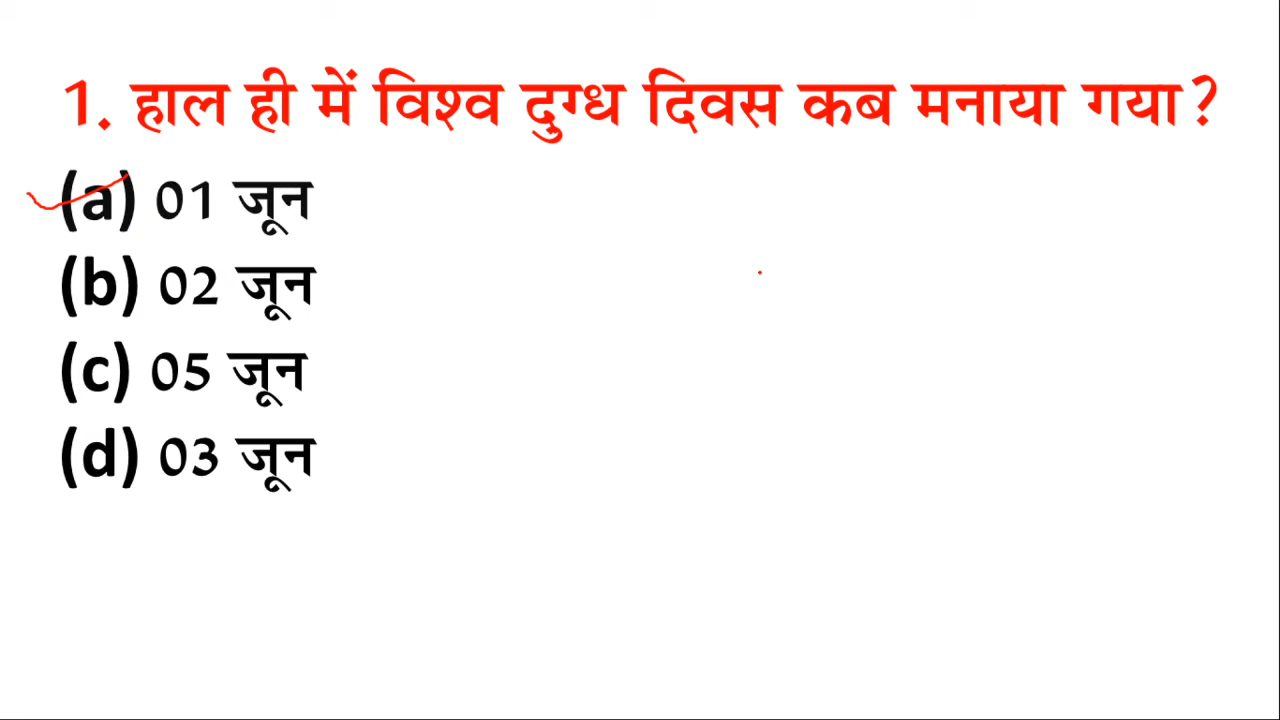 1. हाल ही में विश्व दुग्ध दिवस कब मनाया गया?
(a) 01 जून
(b) 02 जून
(c) 05 जून
(d) 03 जून